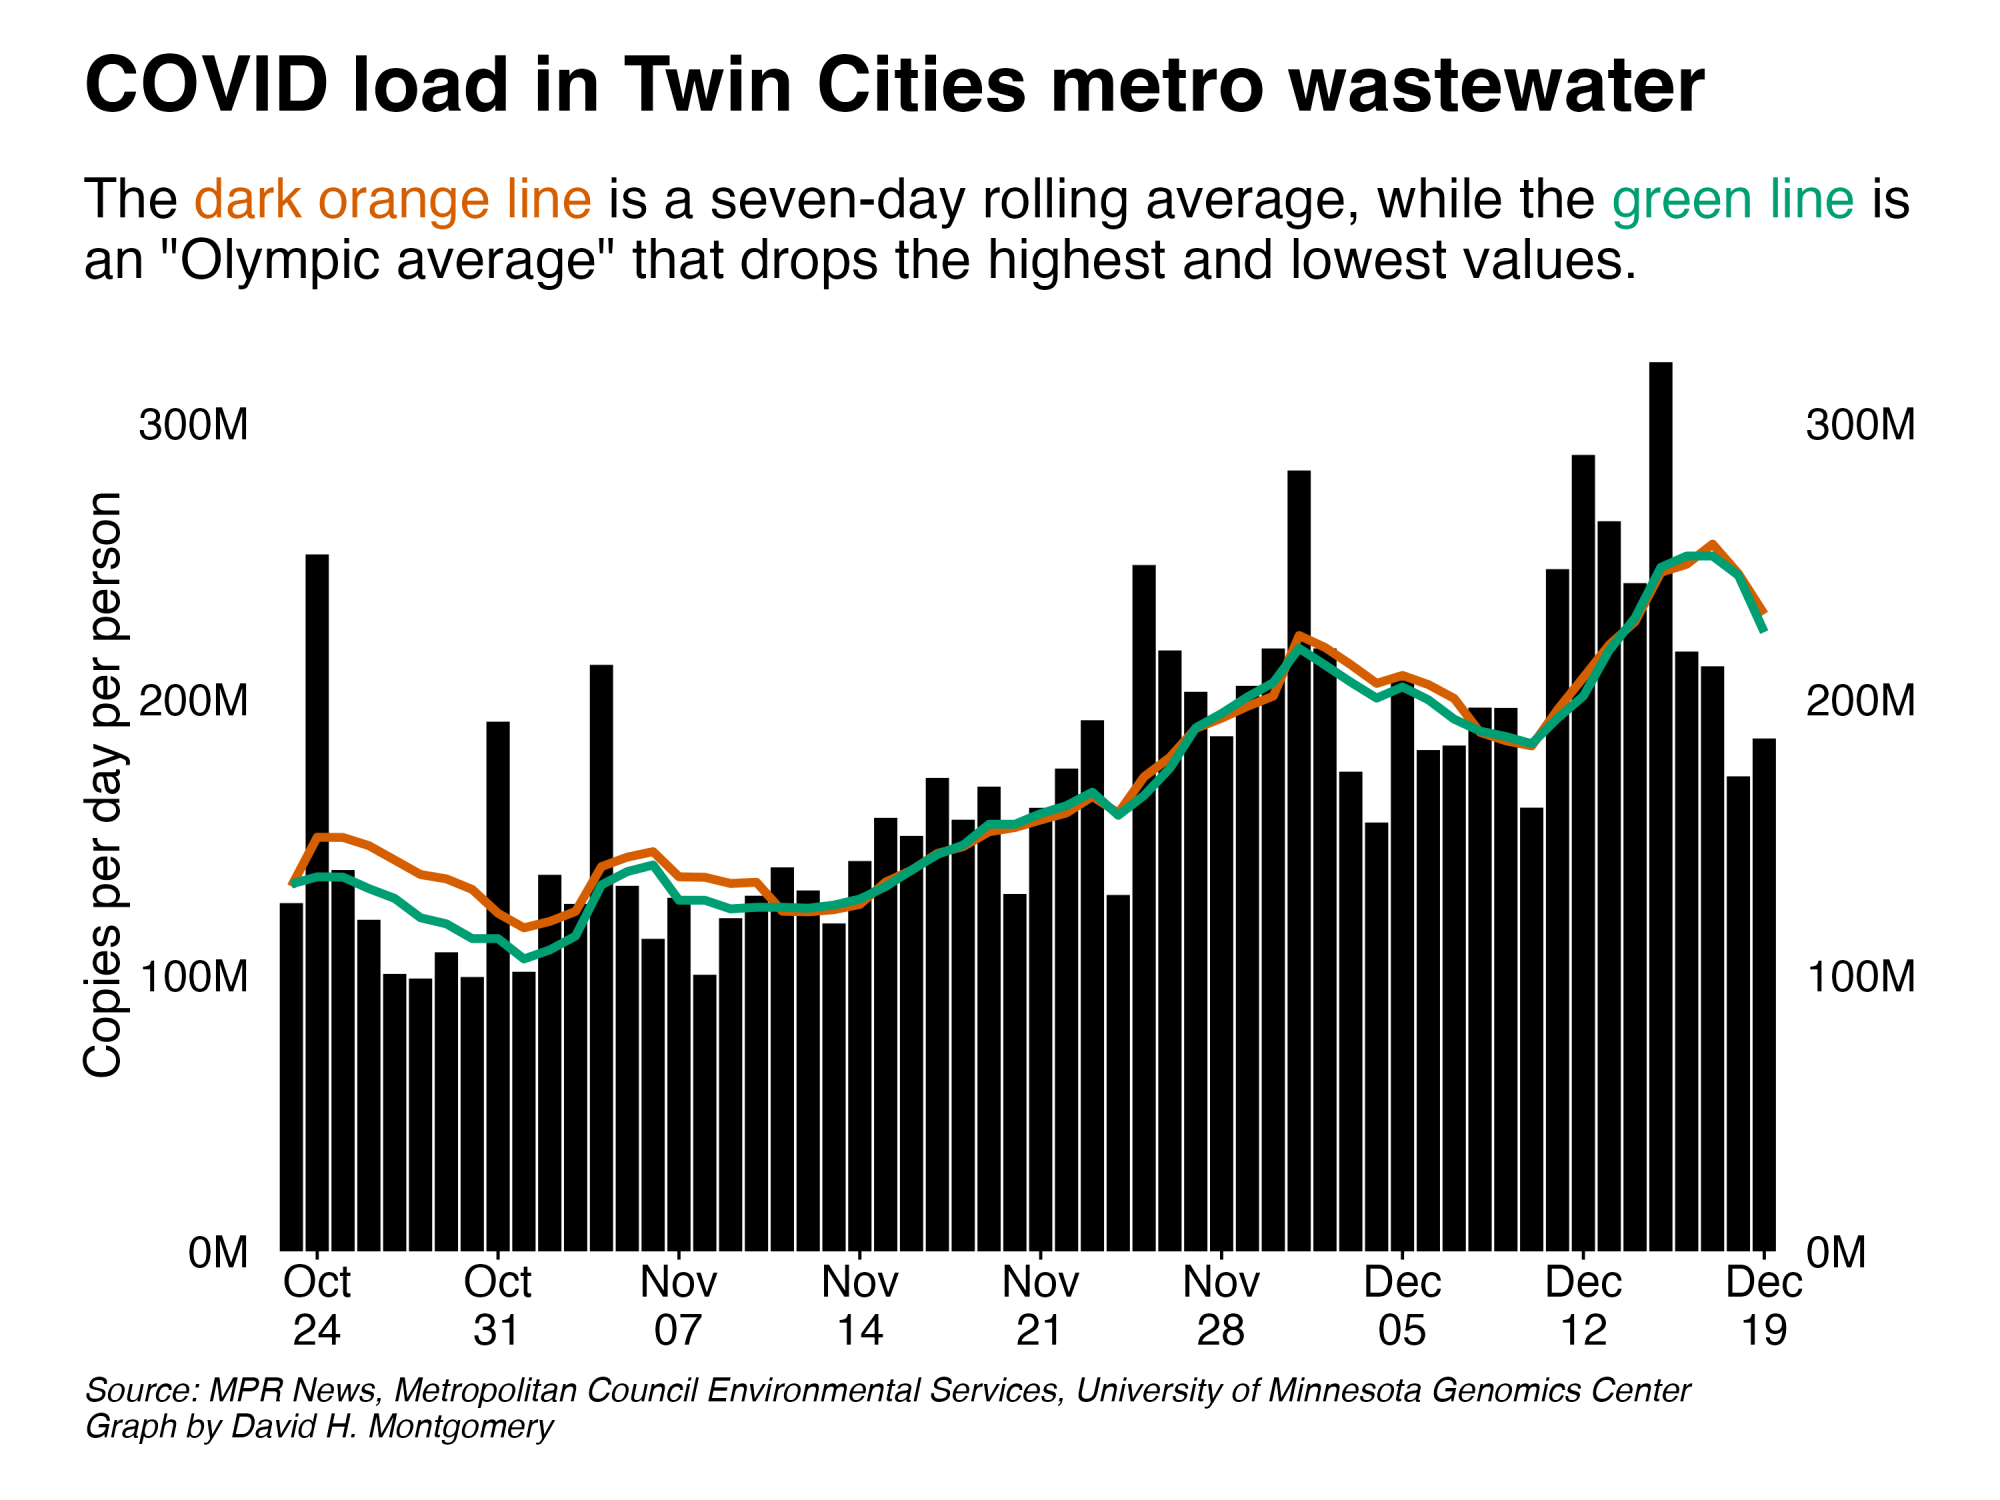 COVID load in Twin Cities metro wastewater
The dark orange line is a seven-day rolling average, while the green line is
an "Olympic average" that drops the highest and lowest values.
Copies per day per person
300M
300M
200M
200M
100M
100M
0M
0M
Oct Oct Nov Nov Nov Nov Dec Dec Dec
24 31 07 14 21 28 05 12 19
Source: MPR News, Metropolitan Council Environmental Services, University of Minnesota Genomics Center
Graph by David H. Montgomery